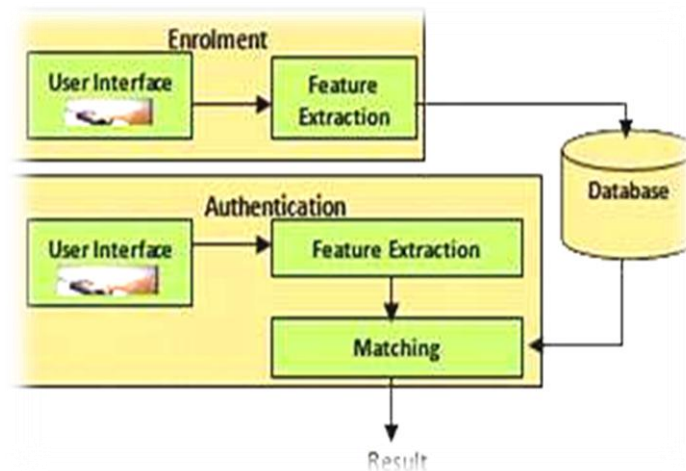 Enrolment
User Interface
Feature
Extraction
Database
Authentication
User Interface
Feature Extraction
Matching
Result